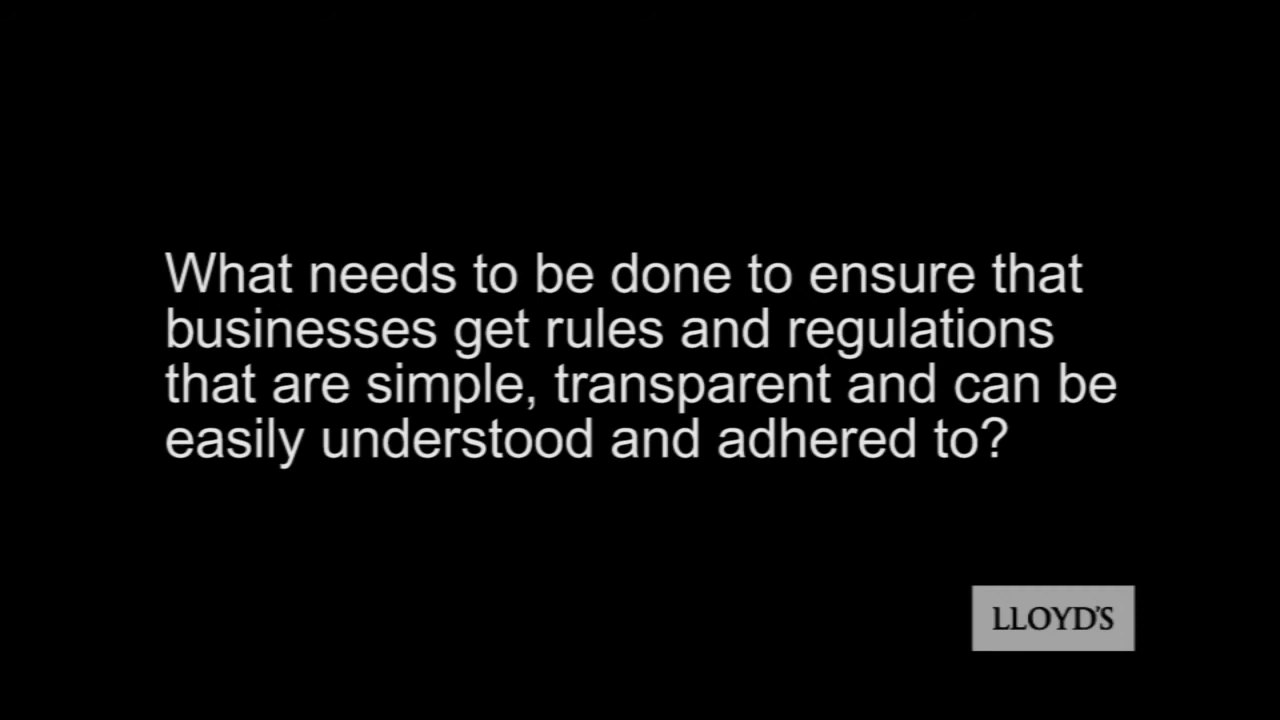 What needs to be done to ensure that
businesses get rules and regulations
that are simple, transparent and can be
easily understood and adhered to?
LLOYD'S